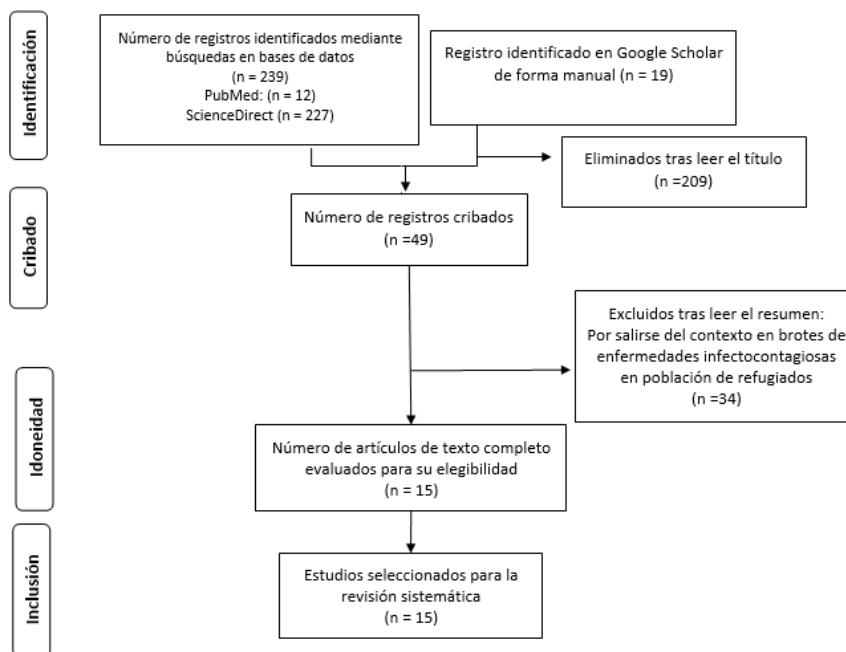 Identificación
Número de registros identificados mediante
búsquedas en bases de datos
(n = 239)
PubMed: (n = 12)
ScienceDirect (n = 227)
Registro identificado en Google Scholar
de forma manual (n = 19)
Eliminados tras leer el título
(n =209)
Cribado
Número de registros cribados
(n =49)
Excluidos tras leer el resumen:
Por salirse del contexto en brotes de
enfermedades infectocontagiosas
en población de refugiados
(n =34)
Idoneidad
Número de artículos de texto completo
evaluados para su elegibilidad
(n = 15)
Inclusión
Estudios seleccionados para la
revisión sistemática
(n = 15)